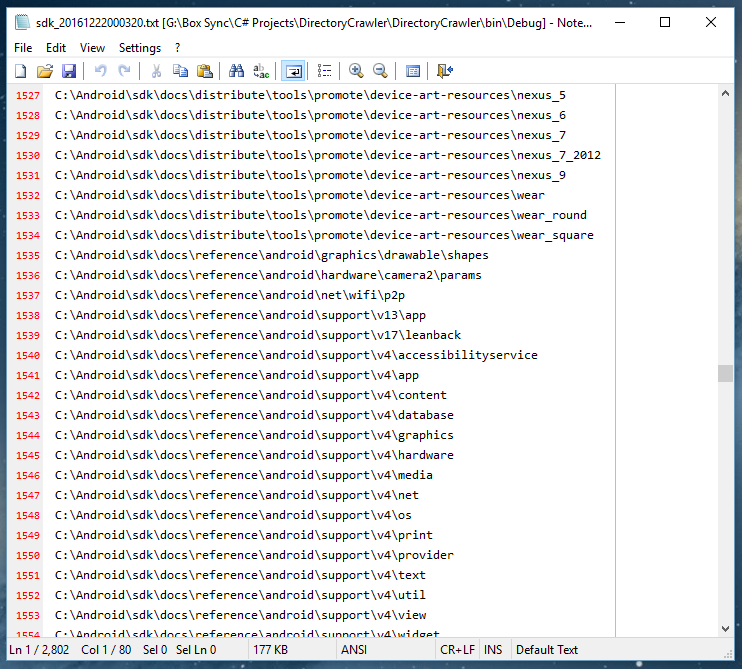 sdk_20161222000320.txt [G:\Box Sync\C# Projects\DirectoryCrawler\DirectoryCrawler\bin\Debug] - Note...
File Edit View Settings ?
1527 C:\Android\sdk\docs\distribute\tools\promote\device-art-resources\nexus_5
1528 C:\Android\sdk\docs\distribute\tools\promote\device-art-resources\nexus_6
1529 C:\Android\sdk\docs\distribute\tools\promote\device-art-resources\nexus_7
1530 C:\Android\sdk\docs\distribute\tools\promote\device-art-resources\nexus_7_2012
1531 C:\Android\sdk\docs\distribute\tools\promote\device-art-resources\nexus_9
1532 C:\Android\sdk\docs\distribute\tools\promote\device-art-resources\wear
1533 C:\Android\sdk\docs\distribute\tools\promote\device-art-resources\wear_round
1534 C:\Android\sdk\docs\distribute\tools\promote\device-art-resources\wear_square
1535 C:\Android\sdk\docs\reference\android\graphics\drawable\shapes
1536 C:\Android\sdk\docs\reference\android\hardware\camera2\params
1537 C:\Android\sdk\docs\reference\android\net\wifi\p2p
1538 C:\Android\sdk\docs\reference\android\support\v13\app
1539 C:\Android\sdk\docs\reference\android\support\v17\leanback
1540 C:\Android\sdk\docs\reference\android\support\v4\accessibilityservice
1541 C:\Android\sdk\docs\reference\android\support\v4\app
1542 C:\Android\sdk\docs\reference\android\support\v4\content
1543 C:\Android\sdk\docs\reference\android\support\v4\database
1544 C:\Android\sdk\docs\reference\android\support\v4\graphics
1545 C:\Android\sdk\docs\reference\android\support\v4\hardware
1546 C:\Android\sdk\docs\reference\android\support\v4\media
1547 C:\Android\sdk\docs\reference\android\support\v4\net
1548 C:\Android\sdk\docs\reference\android\support\v4\os
1549 C:\Android\sdk\docs\reference\android\support\v4\print
1550 C:\Android\sdk\docs\reference\android\support\v4\provider
1551 C:\Android\sdk\docs\reference\android\support\v4\text
1552 C:\Android\sdk\docs\reference\android\support\v4\util
1553 C:\Android\sdk\docs\reference\android\support\v4\view
1554 C:\Android\sdk\docs\reference\android\support\v4\widget
Ln 1 / 2,802 Col 1 / 80 Sel 0 Sel Ln 0 177 KB ANSI CR+LF INS Default Text